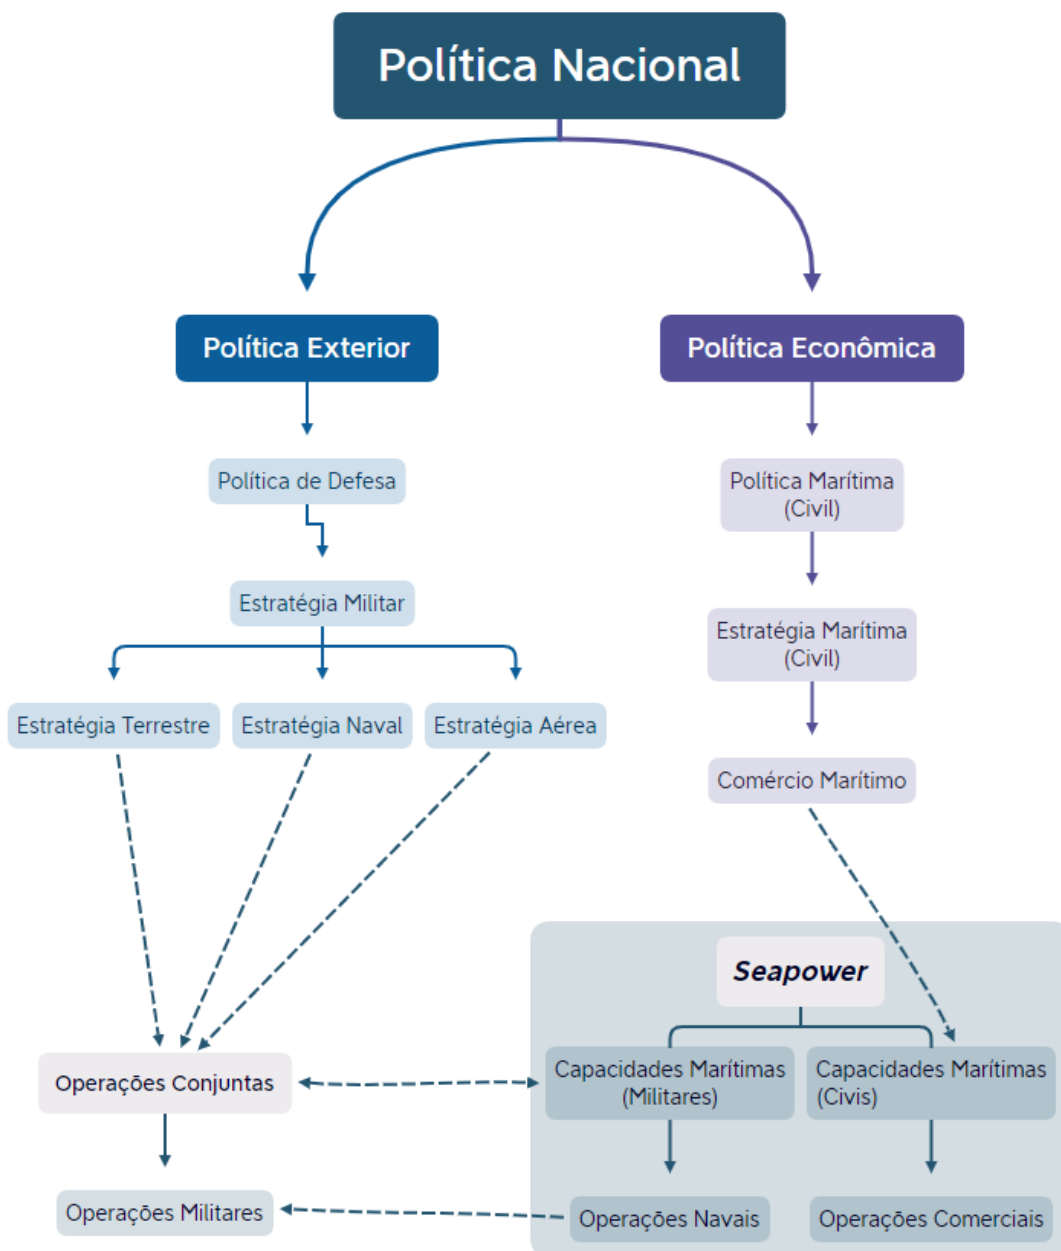 Política Nacional
Política Exterior
Política Econômica
Política de Defesa
Política Marítima
(Civil)
Estratégia Militar
Estratégia Marítima
(Civil)
Estratégia Terrestre
Estratégia Naval
Estratégia Aérea
Comércio Marítimo
Seapower
Operações Conjuntas
Capacidades Marítimas
(Militares)
Capacidades Marítimas
(Civis)
Operações Militares
Operações Navais
Operações Comerciais